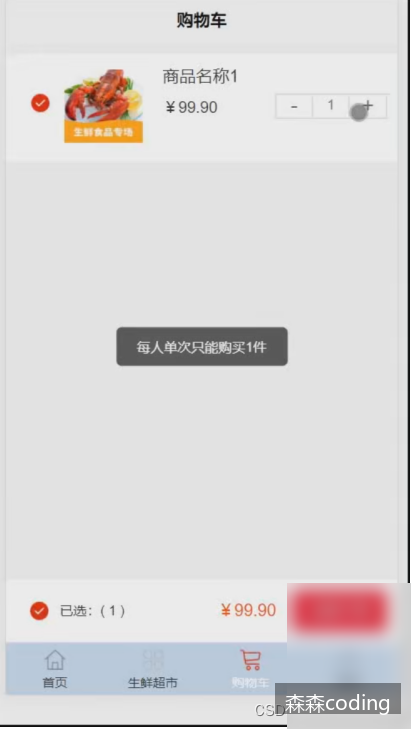 购物车
商品名称1
￥99.90
- 1 +
生鲜食品专场
每人单次只能购买1件
已选：( 1 )
￥99.90
首页
生鲜超市
购物车
CSD
森森coding